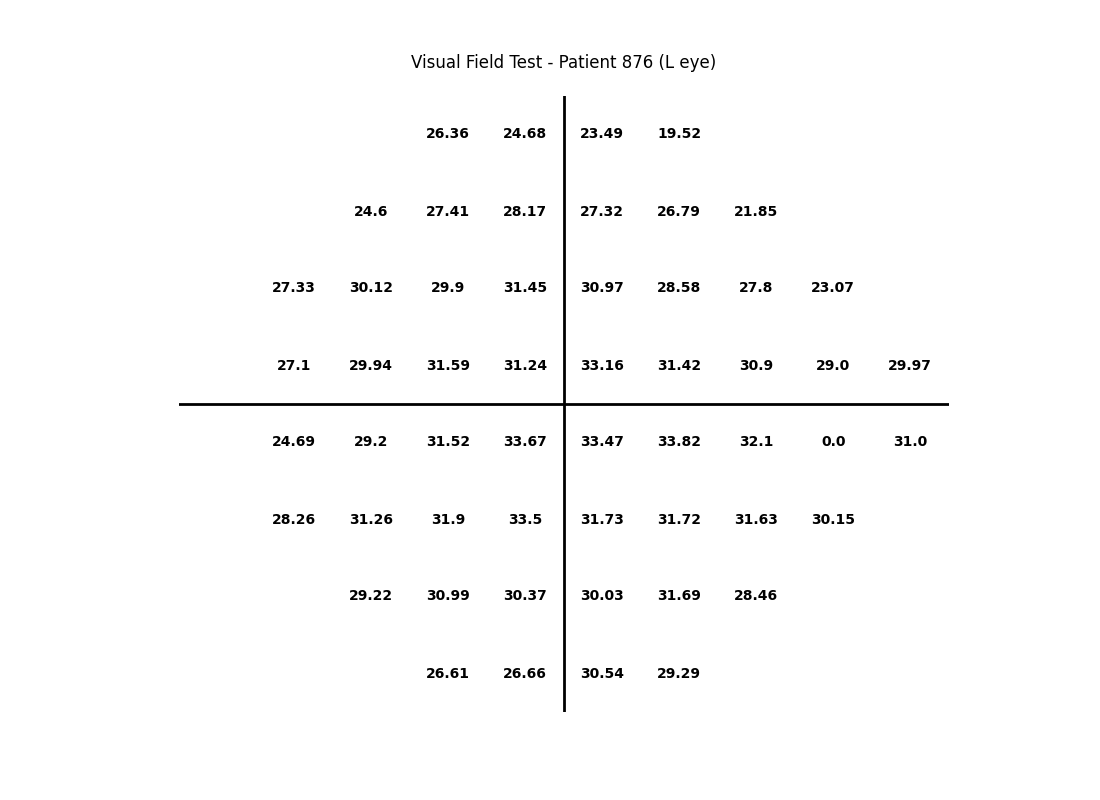 Visual Field Test - Patient 876 (L eye)
26.36 24.68 23.49 19.52
24.6 27.41 28.17 27.32 26.79 21.85
27.33 30.12 29.9 31.45 30.97 28.58 27.8 23.07
27.1 29.94 31.59 31.24 33.16 31.42 30.9 29.0 29.97
24.69 29.2 31.52 33.67 33.47 33.82 32.1 0.0 31.0
28.26 31.26 31.9 33.5 31.73 31.72 31.63 30.15
29.22 30.99 30.37 30.03 31.69 28.46
26.61 26.66 30.54 29.29